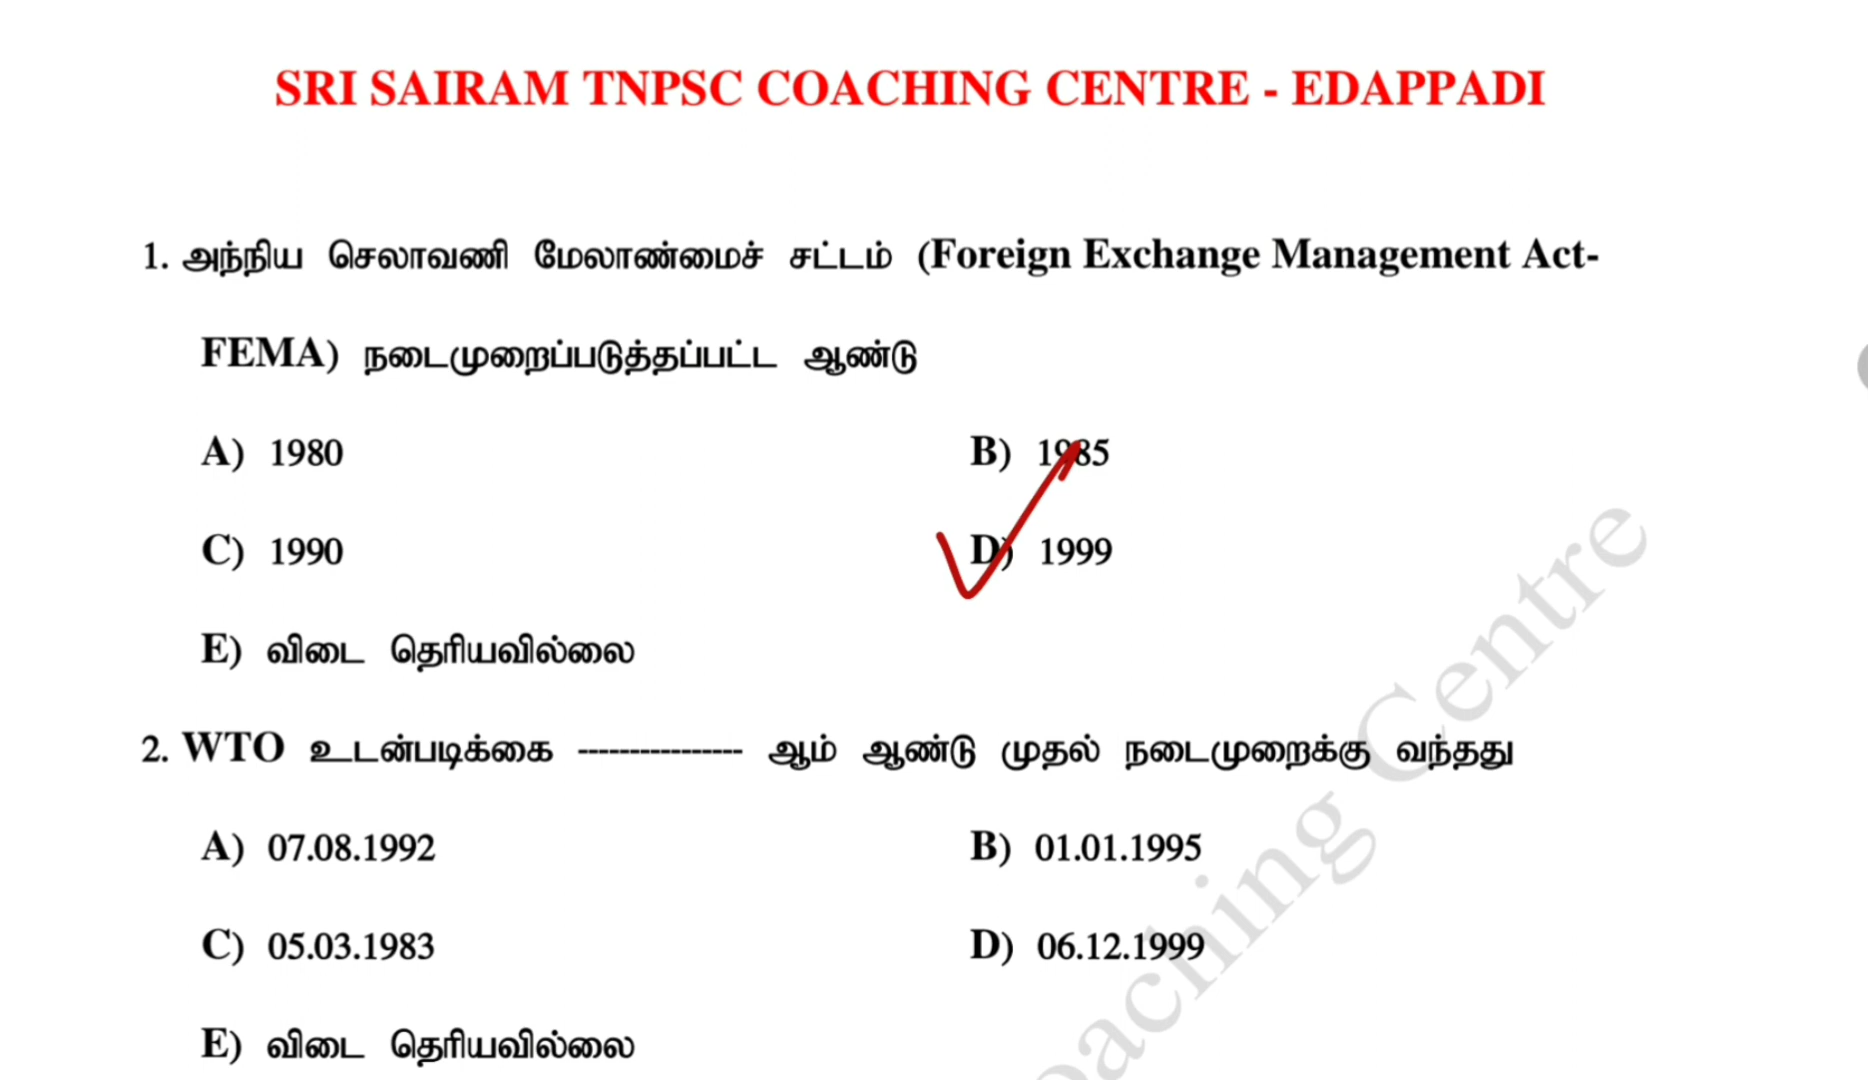 SRI SAIRAM TNPSC COACHING CENTRE - EDAPPADI
1. அந்நிய செலாவணி மேலாண்மைச் சட்டம் (Foreign Exchange Management Act-
FEMA) நடைமுறைப்படுத்தப்பட்ட ஆண்டு
A) 1980 B) 1985
C) 1990 D) 1999
E) விடை தெரியவில்லை
2. WTO உடன்படிக்கை ---------------- ஆம் ஆண்டு முதல் நடைமுறைக்கு வந்தது
A) 07.08.1992 B) 01.01.1995
C) 05.03.1983 D) 06.12.1999
E) விடை தெரியவில்லை
Centre